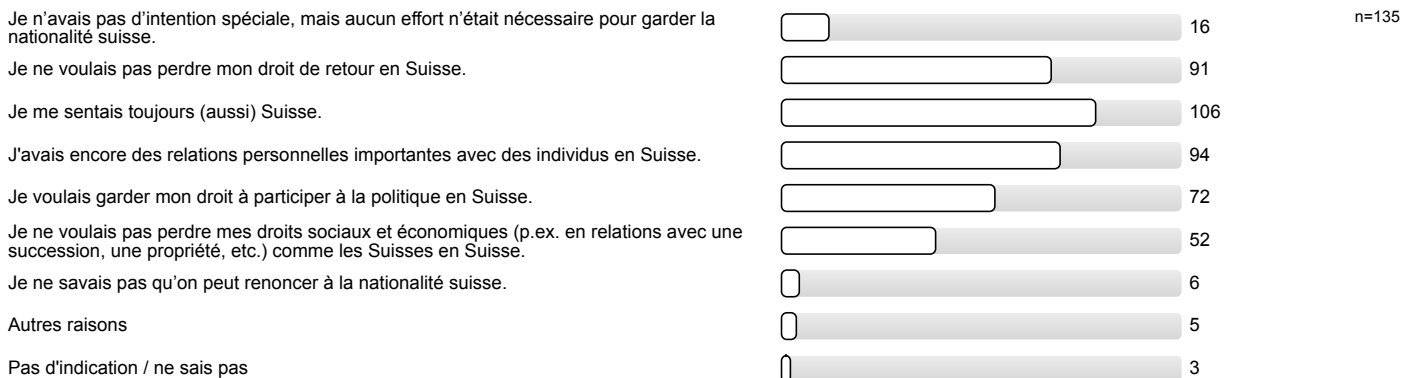 Je n’avais pas d’intention spéciale, mais aucun effort n’était nécessaire pour garder la
nationalité suisse.
16
n=135
Je ne voulais pas perdre mon droit de retour en Suisse.
91
Je me sentais toujours (aussi) Suisse.
106
J'avais encore des relations personnelles importantes avec des individus en Suisse.
94
Je voulais garder mon droit à participer à la politique en Suisse.
72
Je ne voulais pas perdre mes droits sociaux et économiques (p.ex. en relations avec une
succession, une propriété, etc.) comme les Suisses en Suisse.
52
Je ne savais pas qu’on peut renoncer à la nationalité suisse.
6
Autres raisons
5
Pas d'indication / ne sais pas
3